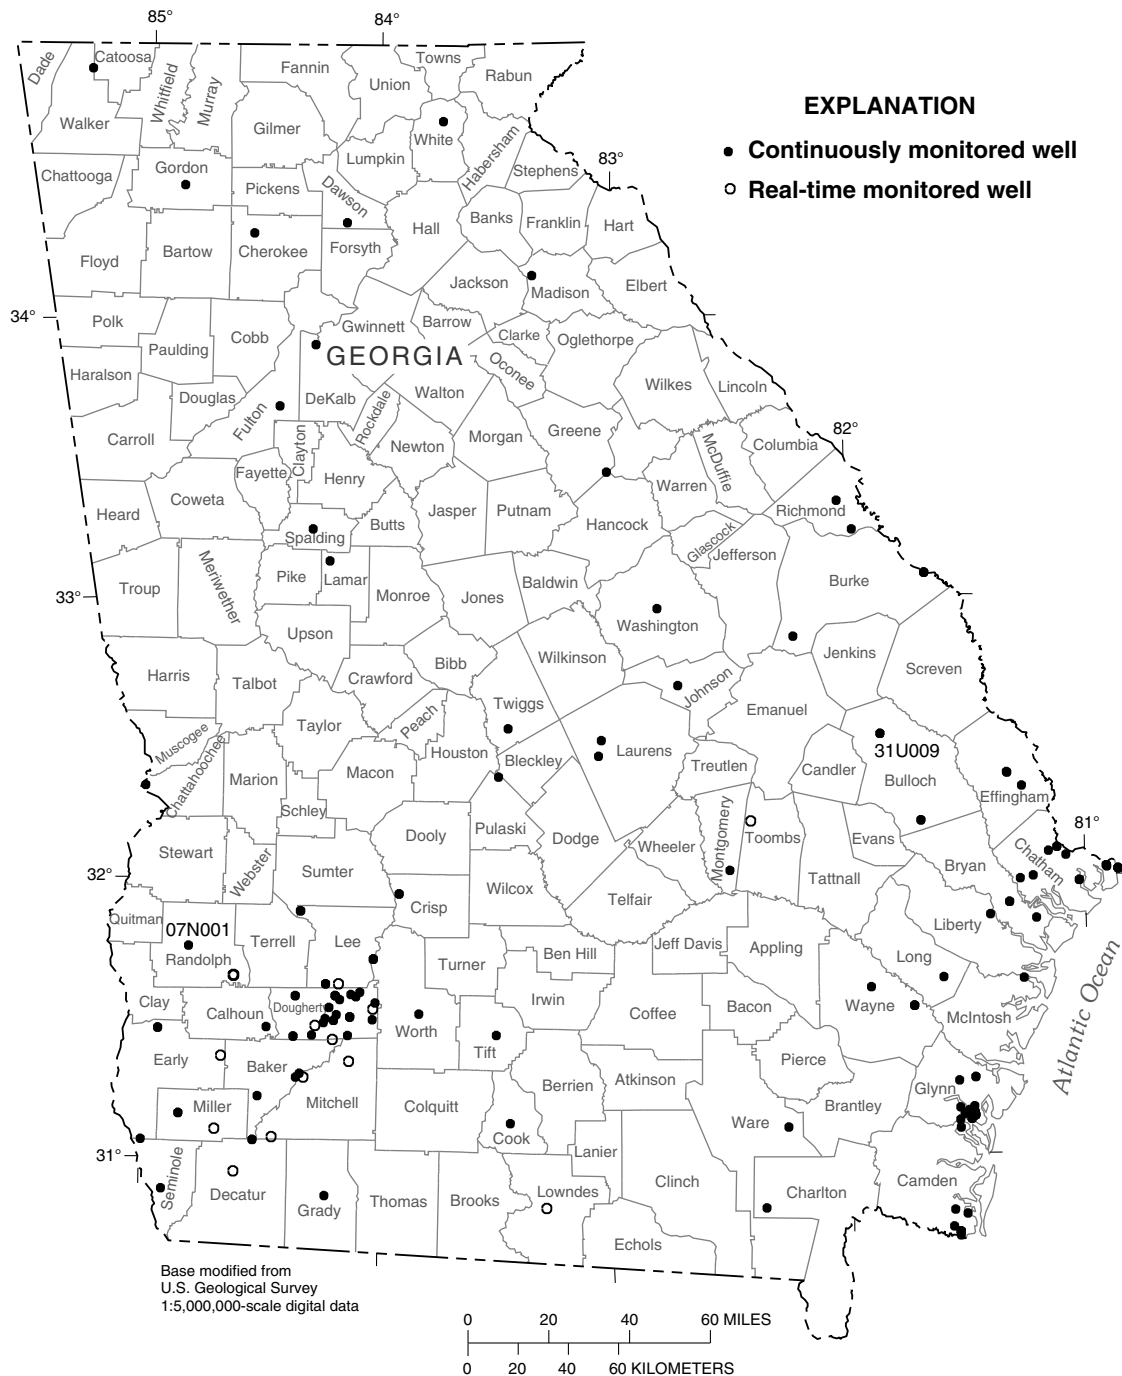 85°
84°
Dade
Catoosa
Whitfield
Murray
Fannin
Union
Towns
Rabun
Walker
Gilmer
White
Habersham
Lumpkin
Stephens
83°
Chattooga
Gordon
Pickens
Dawson
Hall
Banks
Franklin
Hart
Floyd
Bartow
Cherokee
Forsyth
Jackson
Madison
Elbert
EXPLANATION
Continuously monitored well
Real-time monitored well
34°
Polk
Paulding
Cobb
Gwinnett
Barrow
Clarke
Oglethorpe
GEORGIA
Oconee
Haralson
Douglas
Fulton
DeKalb
Rockdale
Walton
Wilkes
Lincoln
Carroll
Clayton
Newton
Morgan
Greene
McDuffie
Columbia
82°
Fayette
Henry
Warren
Coweta
Heard
Spalding
Butts
Jasper
Putnam
Hancock
Glascock
Richmond
Jefferson
Troup
Meriwether
Pike
Lamar
Monroe
Jones
Baldwin
Burke
33°
Upson
Washington
Wilkinson
Jenkins
Screven
Harris
Talbot
Crawford
Bibb
Twiggs
Johnson
Emanuel
Peach
Taylor
Houston
Muscogee
Chattahoochee
Marion
Macon
Bleckley
Laurens
Treutlen
Candler
31U009
Bulloch
Effingham
Schley
Dooly
Pulaski
Dodge
Wheeler
Montgomery
Toombs
Evans
81°
Stewart
Webster
Sumter
Bryan
Chatham
32°
Crisp
Wilcox
Telfair
Tattnall
Liberty
Quitman
07N001
Randolph
Terrell
Lee
Turner
Ben Hill
Jeff Davis
Appling
Long
Clay
Calhoun
Dougherty
Worth
Irwin
Coffee
Bacon
Wayne
McIntosh
Atlantic Ocean
Early
Baker
Tift
Pierce
Miller
Mitchell
Colquitt
Berrien
Atkinson
Brantley
Glynn
Cook
Ware
Lanier
31°
Seminole
Decatur
Grady
Thomas
Brooks
Lowndes
Clinch
Charlton
Camden
Echols
Base modified from
U.S. Geological Survey
1:5,000,000-scale digital data
0 20 40 60 MILES
0 20 40 60 KILOMETERS